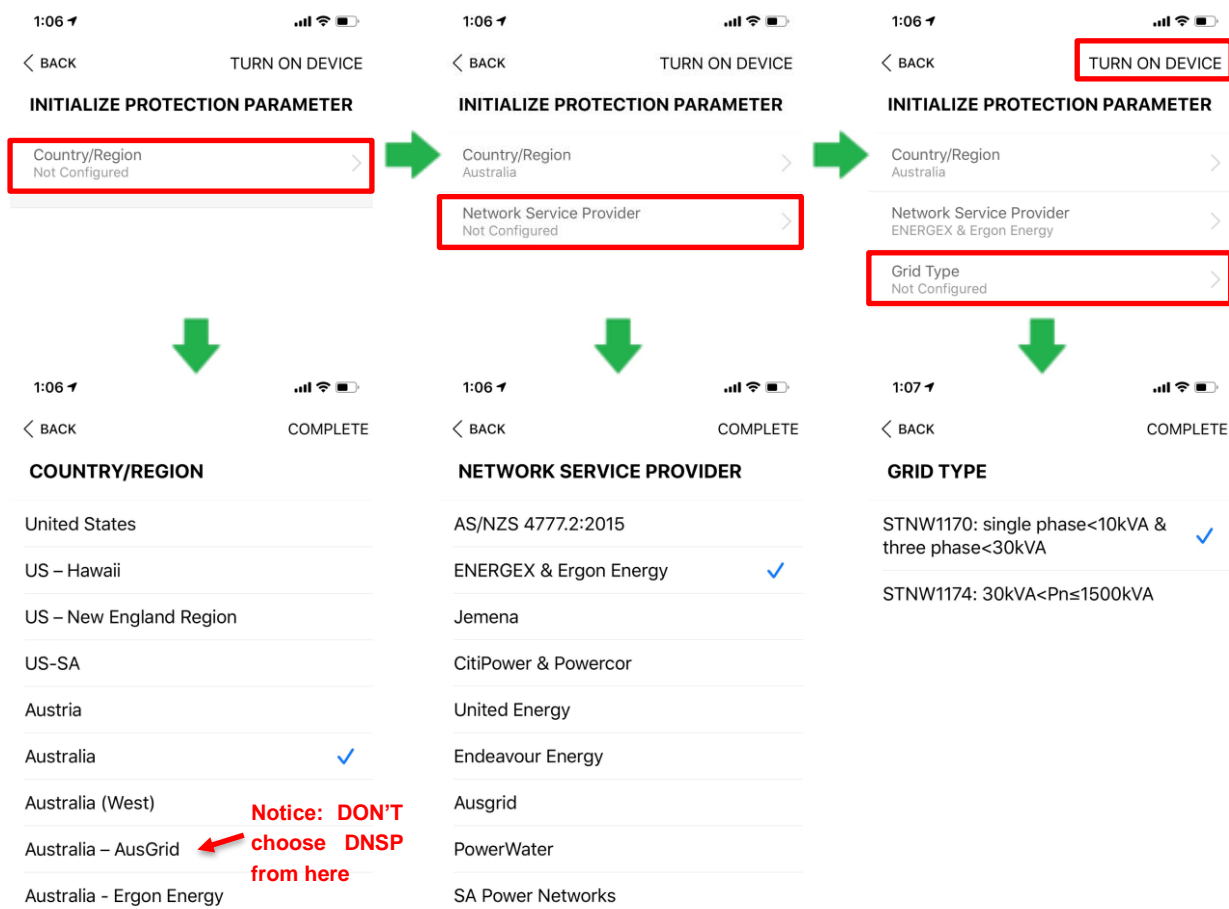 1:06
BACK
TURN ON DEVICE
INITIALIZE PROTECTION PARAMETER
Country/Region
Not Configured
1:06
BACK
TURN ON DEVICE
INITIALIZE PROTECTION PARAMETER
Country/Region
Australia
Network Service Provider
Not Configured
1:06
BACK
TURN ON DEVICE
INITIALIZE PROTECTION PARAMETER
Country/Region
Australia
Network Service Provider
ENERGEX & Ergon Energy
Grid Type
Not Configured
1:06
BACK
COMPLETE
COUNTRY/REGION
United States
US – Hawaii
US – New England Region
US-SA
Austria
Australia
Australia (West)
Australia – AusGrid
Australia - Ergon Energy
Notice: DON'T
choose DNSP
from here
1:06
BACK
COMPLETE
NETWORK SERVICE PROVIDER
AS/NZS 4777.2:2015
ENERGEX & Ergon Energy
Jemena
CitiPower & Powercor
United Energy
Endeavour Energy
Ausgrid
PowerWater
SA Power Networks
1:07
BACK
COMPLETE
GRID TYPE
STNW1170: single phase<10kVA &
three phase<30kVA
STNW1174: 30kVA<Pn≤1500kVA